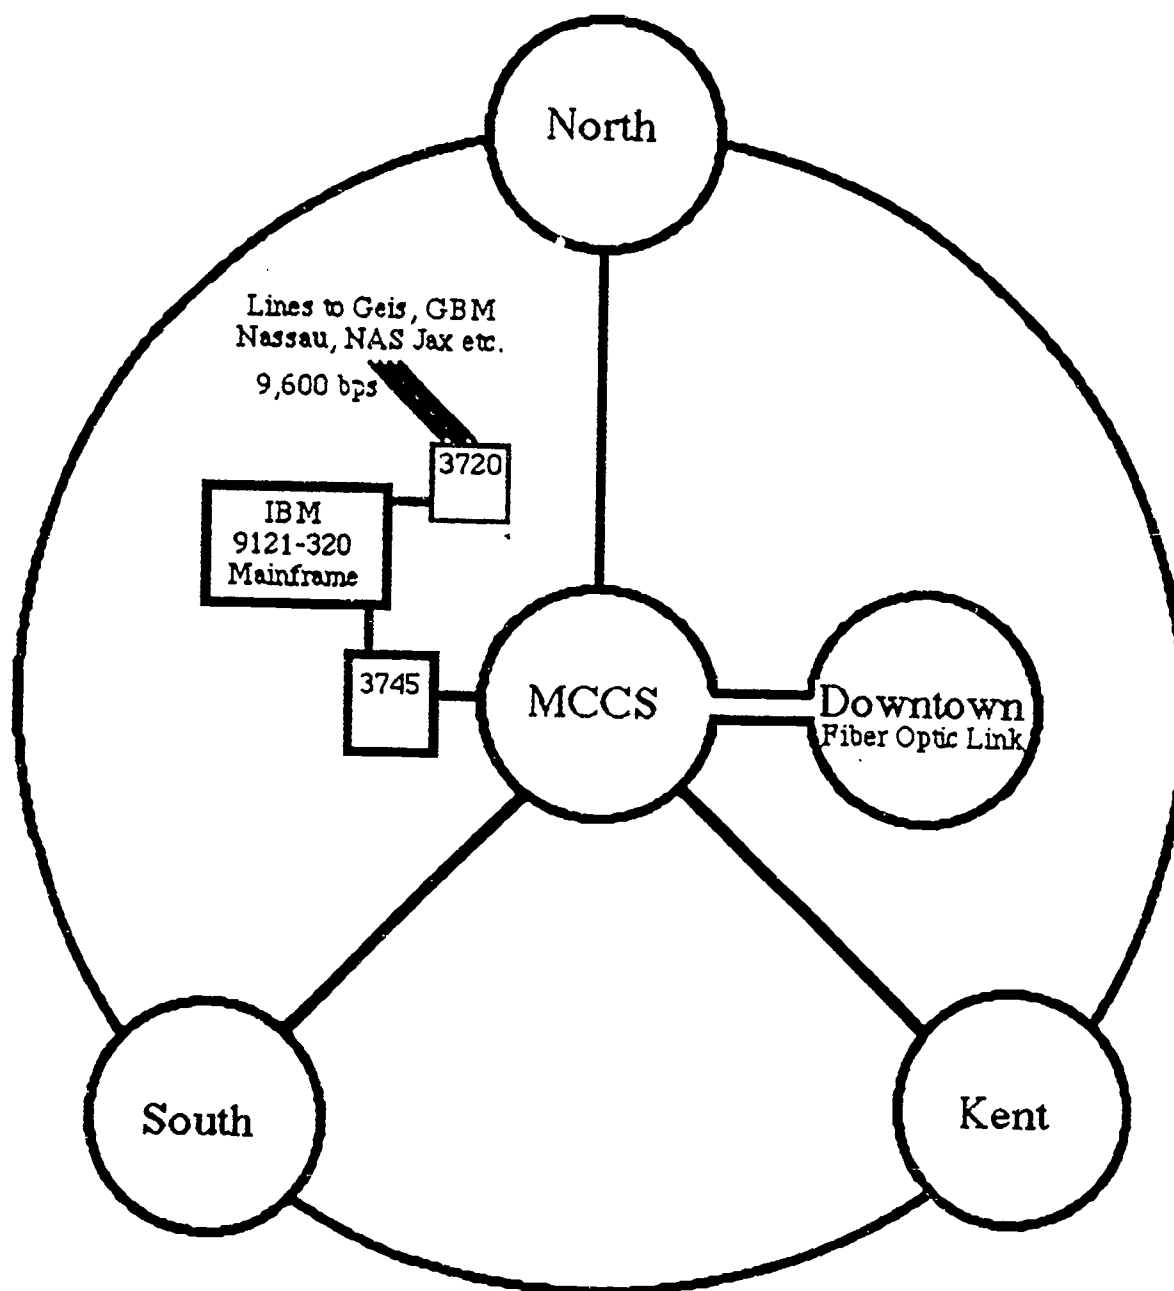 North
Lines to Geis, GBM
Nassau, NAS Jax etc.
9,600 bps
3720
IBM
9121-320
Mainframe
3745
MCCS
Downtown
Fiber Optic Link
South
Kent